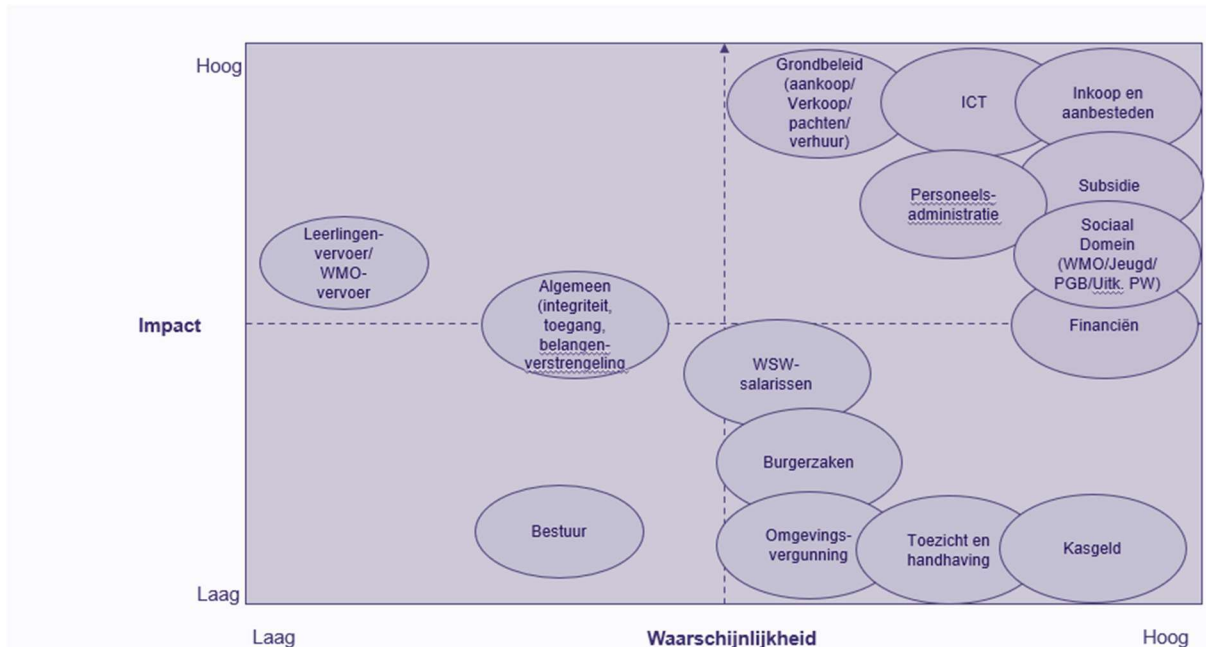 Hoog
Grondbeleid
(aankoop/
Verkoop/
pachten/
verhuur)
ICT
Inkoop en
aanbesteden
Personeels-
administratie
Subsidie
Leerlingen-
vervoer/
WMO-
vervoer
Sociaal
Domein
(WMO/Jeugd/
PGB/Uitk. PW)
Algemeen
(integriteit,
toegang,
belangen-
verstrengeling
Impact
Financiën
WSW-
salarissen
Burgerzaken
Bestuur
Omgevings-
vergunning
Toezicht en
handhaving
Kasgeld
Laag
Laag
Waarschijnlijkheid
Hoog